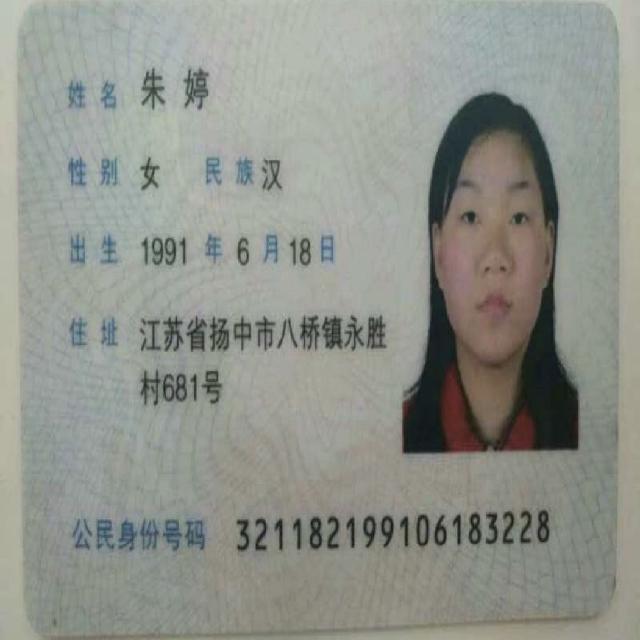 姓名 朱婷
性别 女 民族 汉
出生 1991 年 6 月 18 日
住址 江苏省扬中市八桥镇永胜
村681号
公民身份号码 321182199106183228